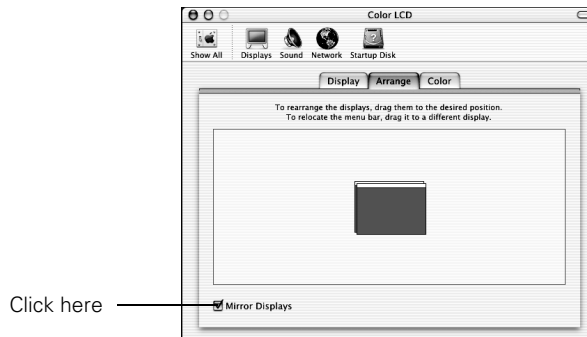 Color LCD
Show All Displays Sound Network Startup Disk
Display Arrange Color
To rearrange the displays, drag them to the desired position.
To relocate the menu bar, drag it to a different display.
Click here
Mirror Displays